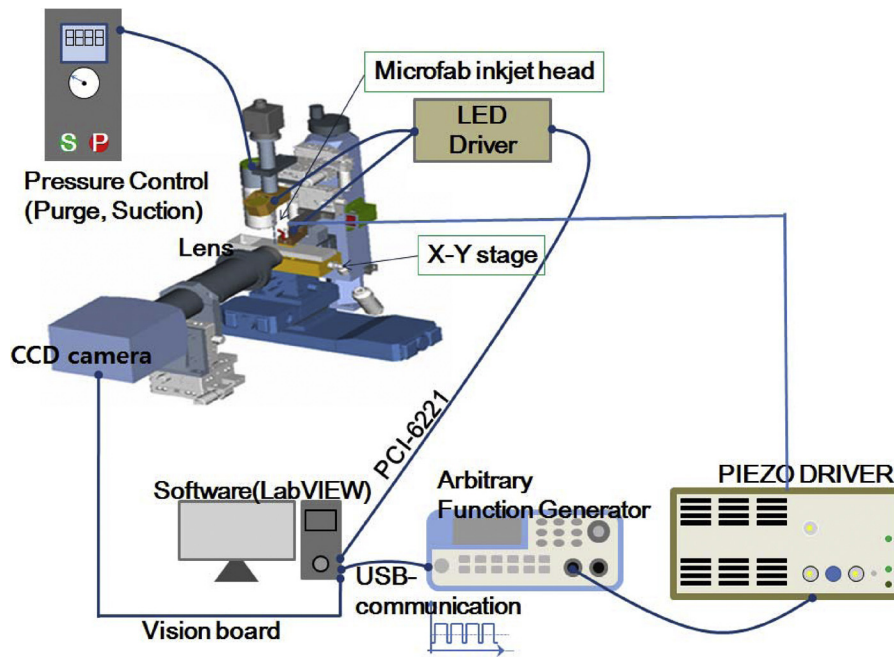 Microfab inkjet head
LED
Driver
S P
Pressure Control
(Purge, Suction)
Lens
X-Y stage
CCD camera
PCI-6221
Software(LabVIEW)
Arbitrary
Function Generator
PIEZO DRIVER
USB-
communication
Vision board